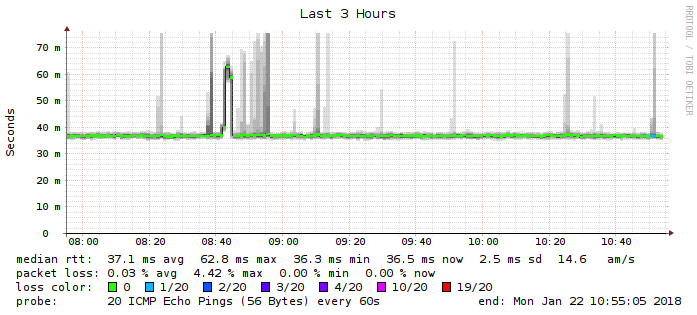 Last 3 Hours
RRDTOOL / TOBI OETIKER
Seconds
70 m
60 m
50 m
40 m
30 m
20 m
10 m
0
08:00 08:20 08:40 09:00 09:20 09:40 10:00 10:20 10:40
median rtt: 37.1 ms avg 62.8 ms max 36.3 ms min 36.5 ms now 2.5 ms sd 14.6 am/s
packet loss: 0.03 % avg 4.42 % max 0.00 % min 0.00 % now
loss color: 0 1/20 2/20 3/20 4/20 10/20 19/20
probe: 20 ICMP Echo Pings (56 Bytes) every 60s end: Mon Jan 22 10:55:05 2018